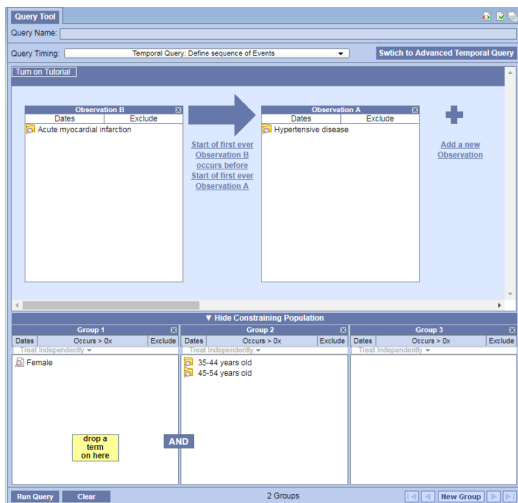 Query Tool
Query Name:
Query Timing: Temporal Query: Define sequence of Events Swtich to Advanced Temporal Query
Turn on Tutorial
Observation B
Dates Exclude
Acute myocardial infarction
Start of first ever
Observation B
occurs before
Start of first ever
Observation A
Observation A
Dates Exclude
Hypertensive disease
Add a new
Observation
▼ Hide Constraining Population
Group 1 Group 2 Group 3
Dates Occurs > 0x Exclude Dates Occurs > 0x Exclude Dates Occurs > 0x Exclude
Treat Independently Treat Independently Treat Independently
Female 35-44 years old
45-54 years old
drop a
term
on here
AND
Run Query Clear 2 Groups New Group